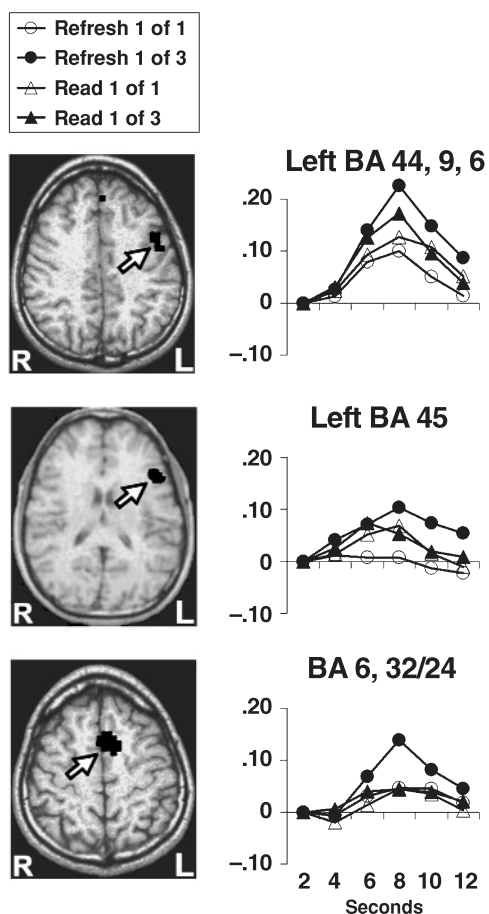 Refresh 1 of 1
Refresh 1 of 3
Read 1 of 1
Read 1 of 3
Left BA 44, 9, 6
.20
.10
0
–.10
R L
Left BA 45
.20
.10
0
–.10
R L
BA 6, 32/24
.20
.10
0
–.10
R L
2 4 6 8 10 12
Seconds